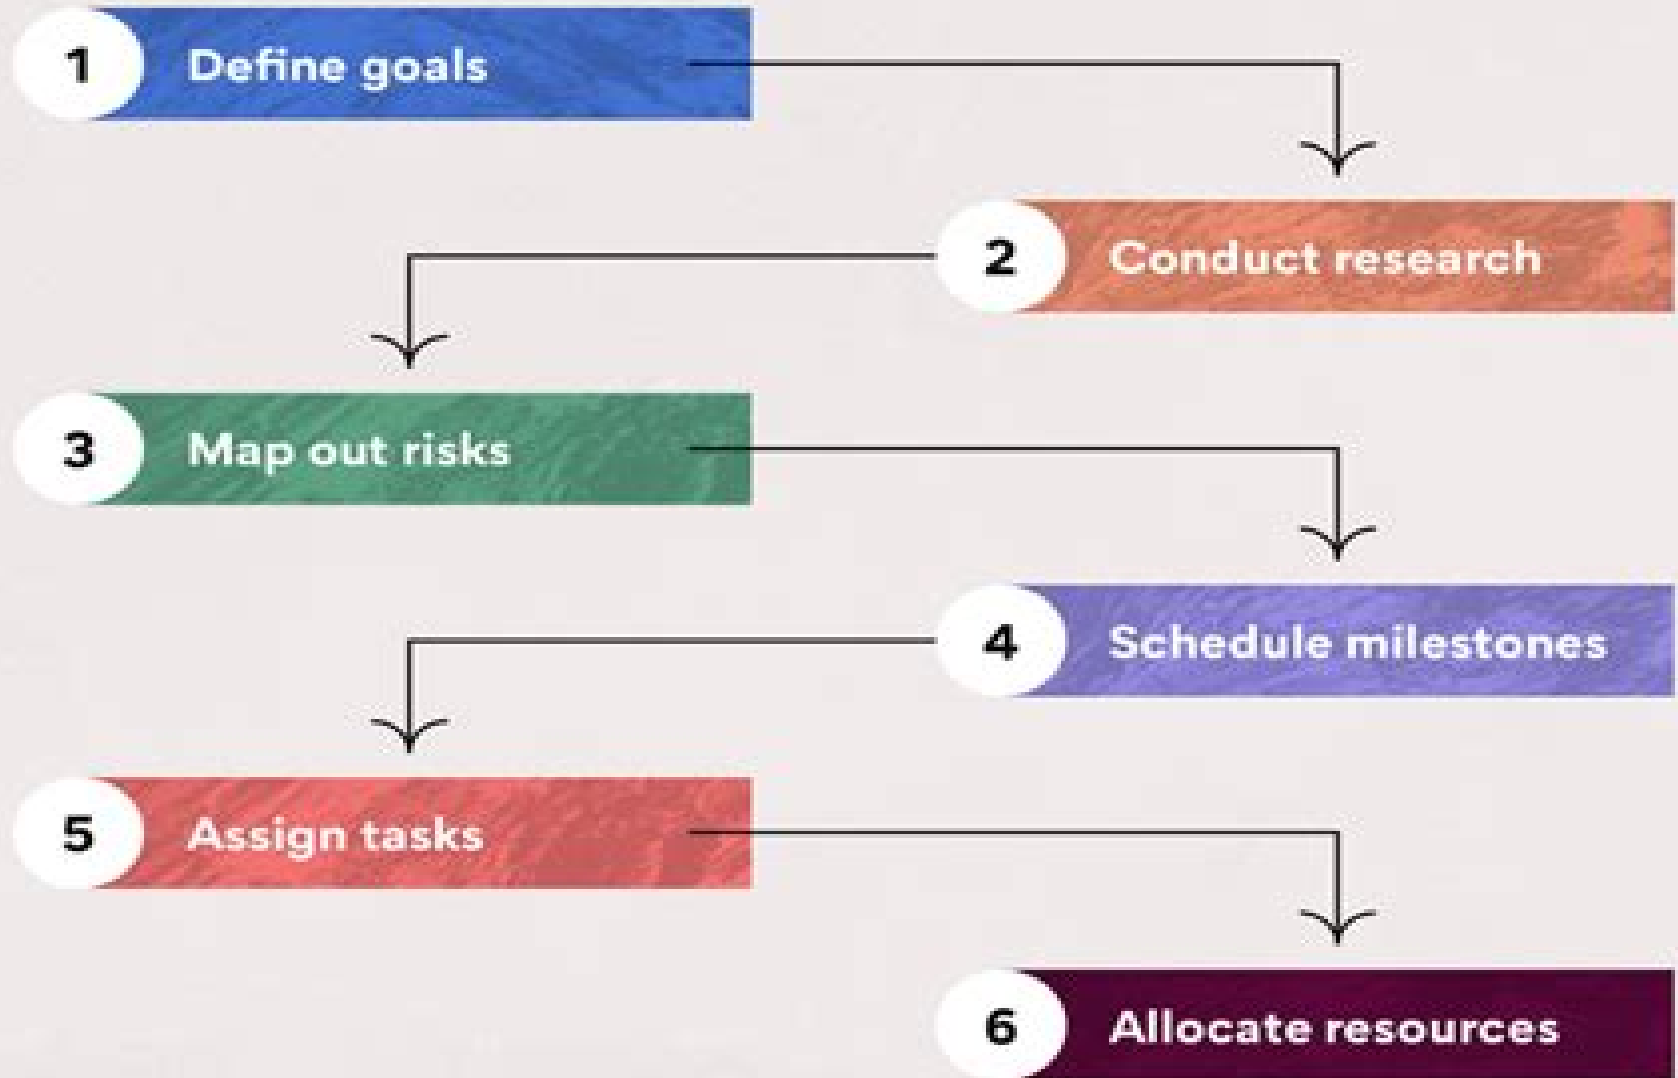 1 Define goals
2 Conduct research
3 Map out risks
4 Schedule milestones
5 Assign tasks
6 Allocate resources